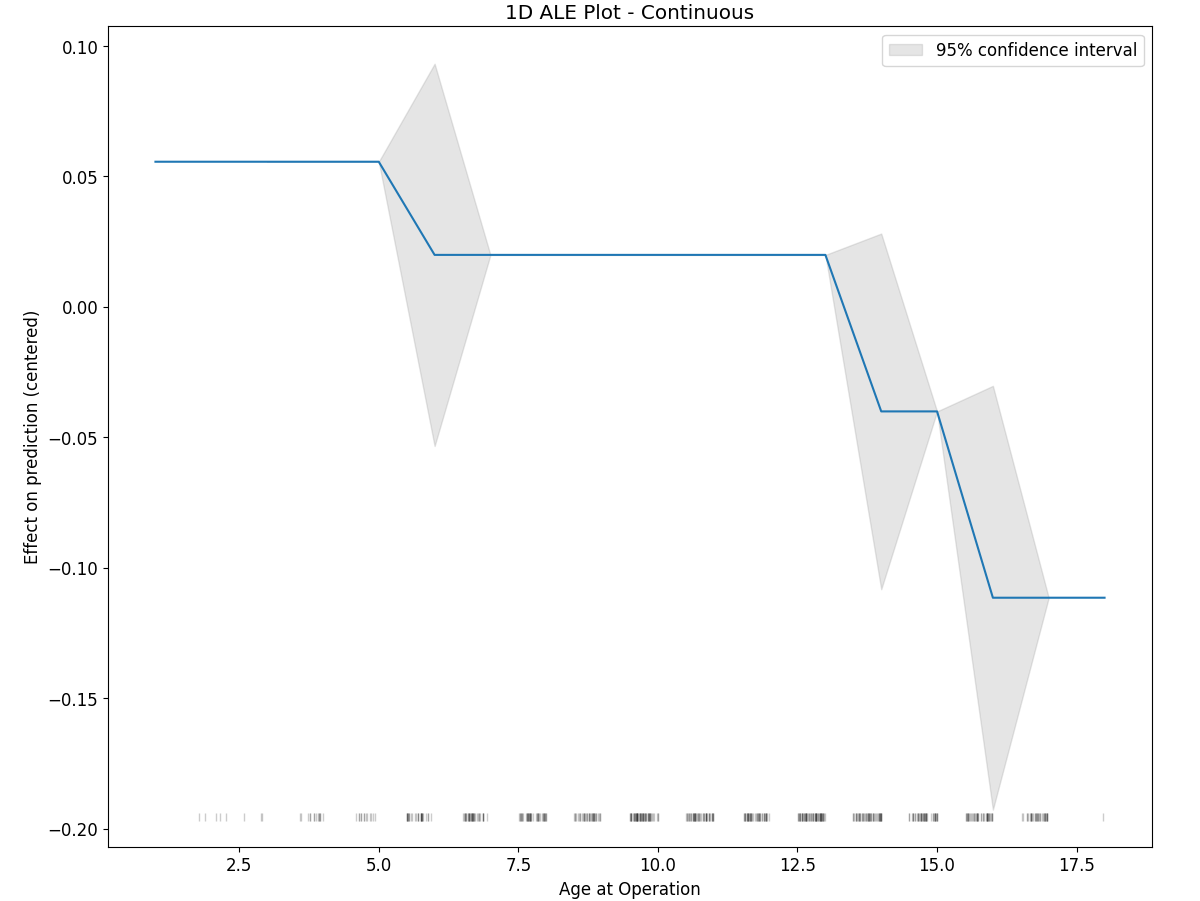 1D ALE Plot - Continuous
95% confidence interval
Effect on prediction (centered)
0.10
0.05
0.00
−0.05
−0.10
−0.15
−0.20
2.5 5.0 7.5 10.0 12.5 15.0 17.5
Age at Operation